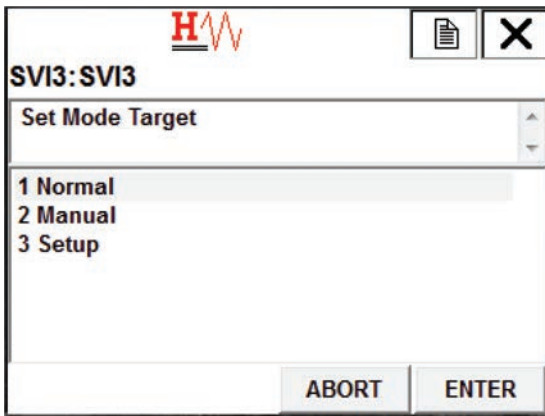 H
SVI3: SVI3
Set Mode Target
1 Normal
2 Manual
3 Setup
ABORT
ENTER